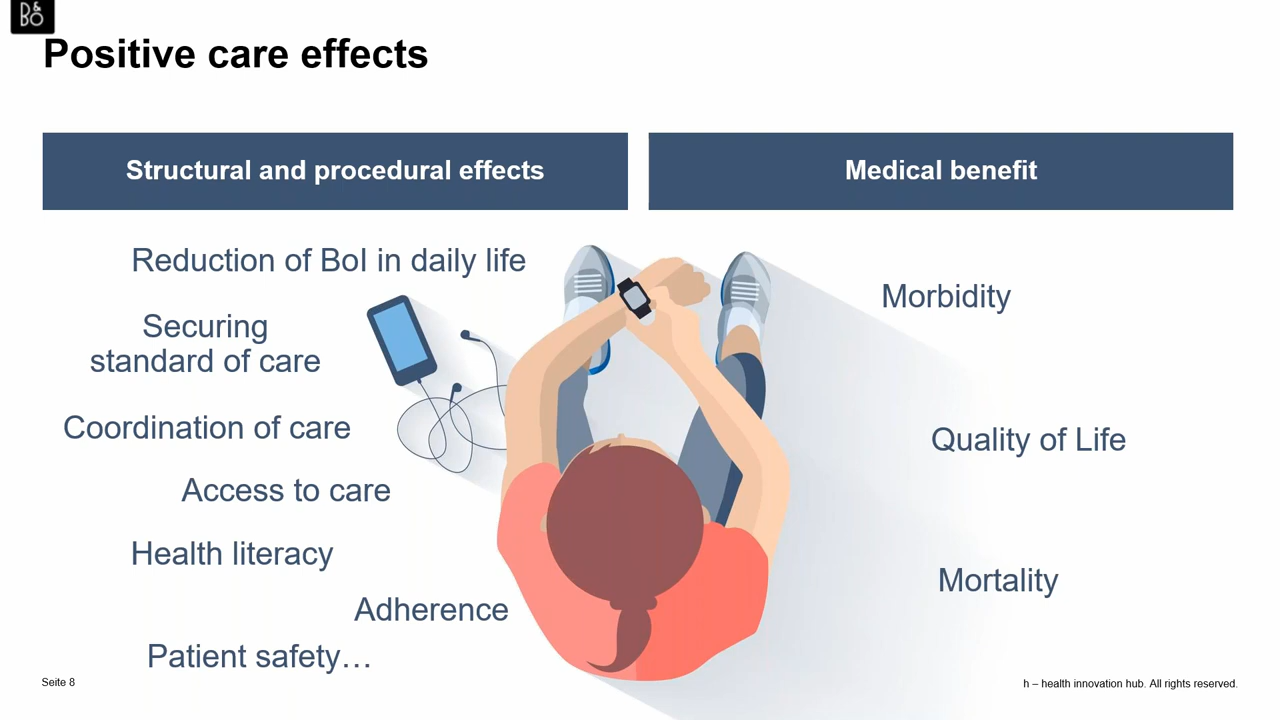 B&O
Positive care effects
Structural and procedural effects
Medical benefit
Reduction of BoI in daily life
Securing
standard of care
Coordination of care
Access to care
Health literacy
Adherence
Patient safety…
Morbidity
Quality of Life
Mortality
Seite 8
h – health innovation hub. All rights reserved.